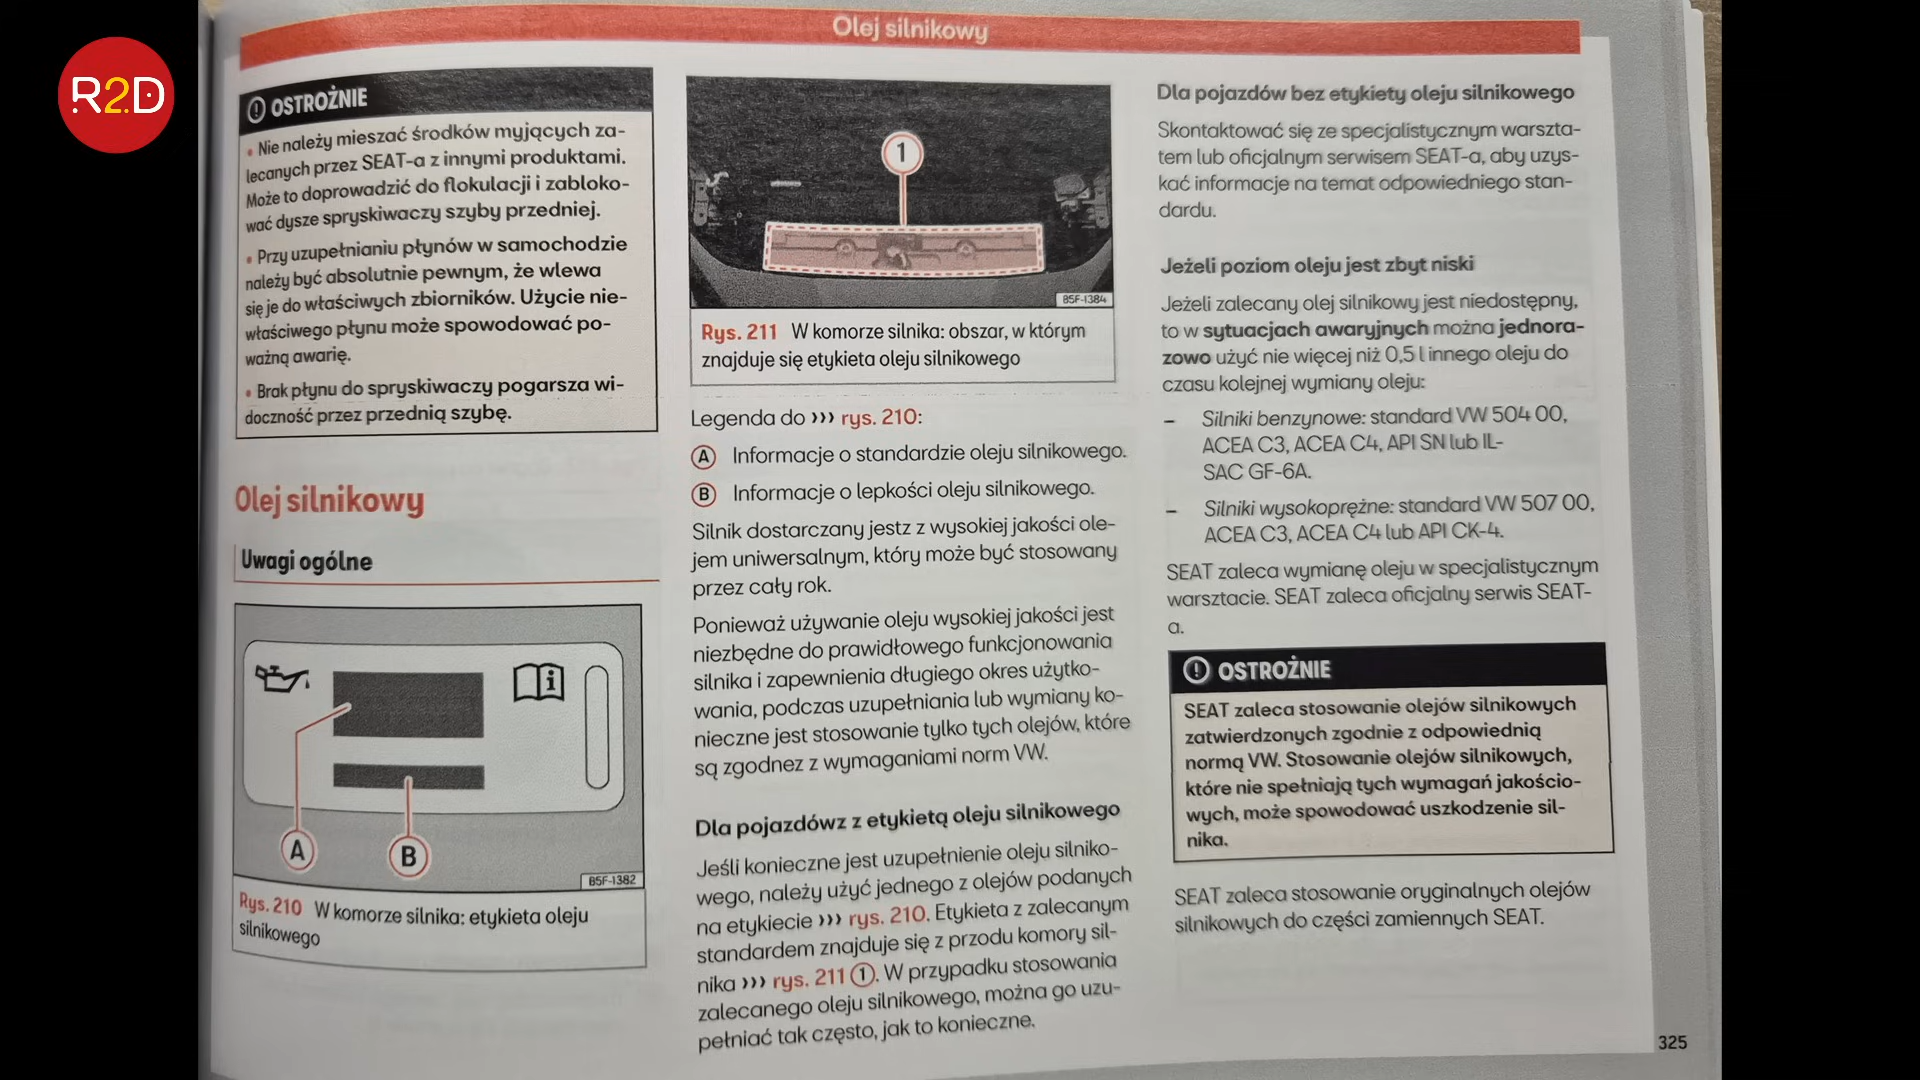 R2D
Olej silnikowy
OSTROŻNIE
• Nie należy mieszać środków myjących za-
lecanych przez SEAT-a z innymi produktami.
Może to doprowadzić do flokulacji i zabloko-
wać dysze spryskiwaczy szyby przedniej.
• Przy uzupełnianiu płynów w samochodzie
należy być absolutnie pewnym, że wlewa
się je do właściwych zbiorników. Użycie nie-
właściwego płynu może spowodować po-
ważną awarię.
• Brak płynu do spryskiwaczy pogarsza wi-
doczność przez przednią szybę.
Olej silnikowy
Uwagi ogólne
A
B
B5F-1382
Rys. 210 W komorze silnika: etykieta oleju
silnikowego
1
B5F-1384
Rys. 211 W komorze silnika: obszar, w którym
znajduje się etykieta oleju silnikowego
Legenda do ››› rys. 210:
A Informacje o standardzie oleju silnikowego.
B Informacje o lepkości oleju silnikowego.
Silnik dostarczany jestz z wysokiej jakości ole-
jem uniwersalnym, który może być stosowany
przez cały rok.
Ponieważ używanie oleju wysokiej jakości jest
niezbędne do prawidłowego funkcjonowania
silnika i zapewnienia długiego okres użytko-
wania, podczas uzupełniania lub wymiany ko-
nieczne jest stosowanie tylko tych olejów, które
są zgodnez z wymaganiami norm VW.
Dla pojazdówz z etykietą oleju silnikowego
Jeśli konieczne jest uzupełnienie oleju silniko-
wego, należy użyć jednego z olejów podanych
na etykiecie ››› rys. 210. Etykieta z zalecanym
standardem znajduje się z przodu komory sil-
nika ››› rys. 211 1. W przypadku stosowania
zalecanego oleju silnikowego, można go uzu-
pełniać tak często, jak to konieczne.
Dla pojazdów bez etykiety oleju silnikowego
Skontaktować się ze specjalistycznym warszta-
tem lub oficjalnym serwisem SEAT-a, aby uzys-
kać informacje na temat odpowiedniego stan-
dardu.
Jeżeli poziom oleju jest zbyt niski
Jeżeli zalecany olej silnikowy jest niedostępny,
to w sytuacjach awaryjnych można jednora-
zowo użyć nie więcej niż 0,5 l innego oleju do
czasu kolejnej wymiany oleju:
– Silniki benzynowe: standard VW 504 00,
ACEA C3, ACEA C4, API SN lub IL-
SAC GF-6A.
– Silniki wysokoprężne: standard VW 507 00,
ACEA C3, ACEA C4 lub API CK-4.
SEAT zaleca wymianę oleju w specjalistycznym
warsztacie. SEAT zaleca oficjalny serwis SEAT-
a.
OSTROŻNIE
SEAT zaleca stosowanie olejów silnikowych
zatwierdzonych zgodnie z odpowiednią
normą VW. Stosowanie olejów silnikowych,
które nie spełniają tych wymagań jakościo-
wych, może spowodować uszkodzenie sil-
nika.
SEAT zaleca stosowanie oryginalnych olejów
silnikowych do części zamiennych SEAT.
325